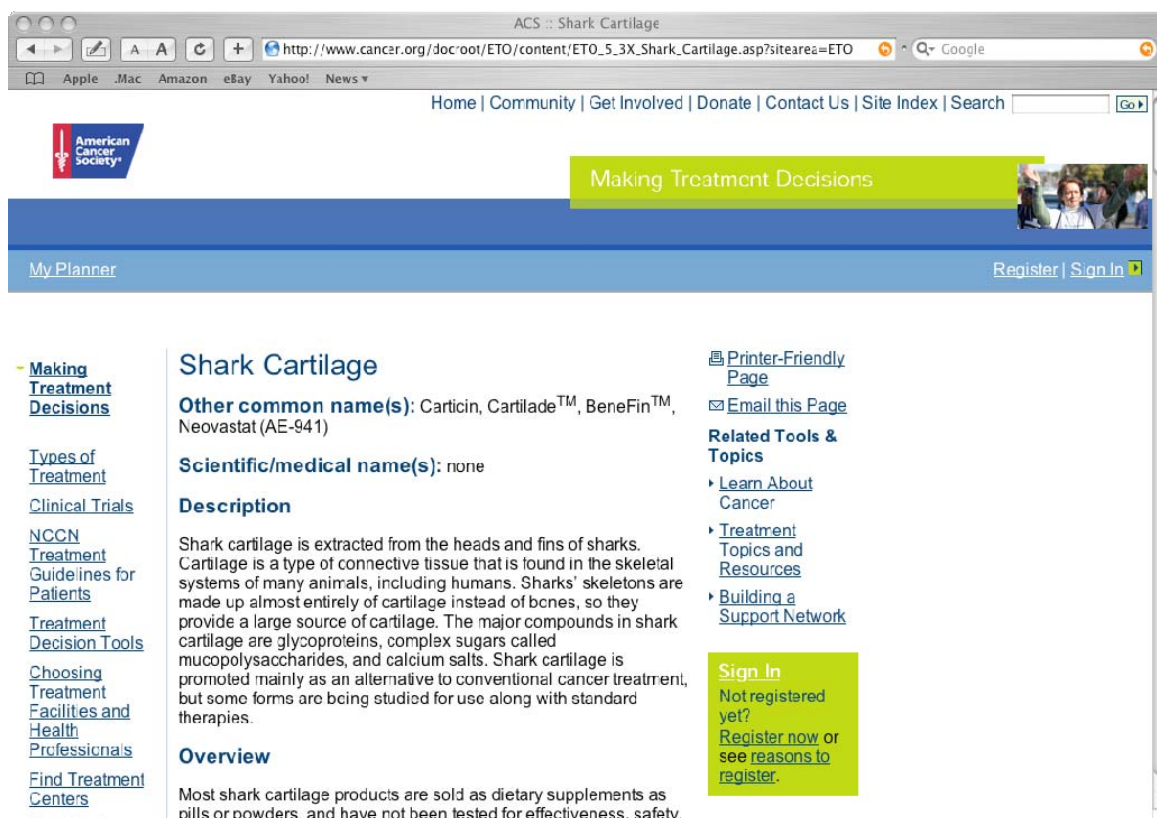 ACS :: Shark Cartilage
A A
http://www.cancer.org/docroot/ETO/content/ETO_5_3X_Shark_Cartilage.asp?sitearea=ETO
Google
Apple .Mac Amazon eBay Yahoo! News
Home | Community | Get Involved | Donate | Contact Us | Site Index | Search Go
American
Cancer
Society
Making Treatment Decisions
My Planner
Register | Sign In
Making
Treatment
Decisions
Types of
Treatment
Clinical Trials
NCCN
Treatment
Guidelines for
Patients
Treatment
Decision Tools
Choosing
Treatment
Facilities and
Health
Professionals
Find Treatment
Centers
Shark Cartilage
Other common name(s): Carticin, Cartilade™, BeneFin™,
Neovastat (AE-941)
Scientific/medical name(s): none
Description
Shark cartilage is extracted from the heads and fins of sharks.
Cartilage is a type of connective tissue that is found in the skeletal
systems of many animals, including humans. Sharks' skeletons are
made up almost entirely of cartilage instead of bones, so they
provide a large source of cartilage. The major compounds in shark
cartilage are glycoproteins, complex sugars called
mucopolysaccharides, and calcium salts. Shark cartilage is
promoted mainly as an alternative to conventional cancer treatment,
but some forms are being studied for use along with standard
therapies.
Overview
Most shark cartilage products are sold as dietary supplements as
pills or powders, and have not been tested for effectiveness, safety,
Printer-Friendly
Page
Email this Page
Related Tools &
Topics
Learn About
Cancer
Treatment
Topics and
Resources
Building a
Support Network
Sign In
Not registered
yet?
Register now or
see reasons to
register.